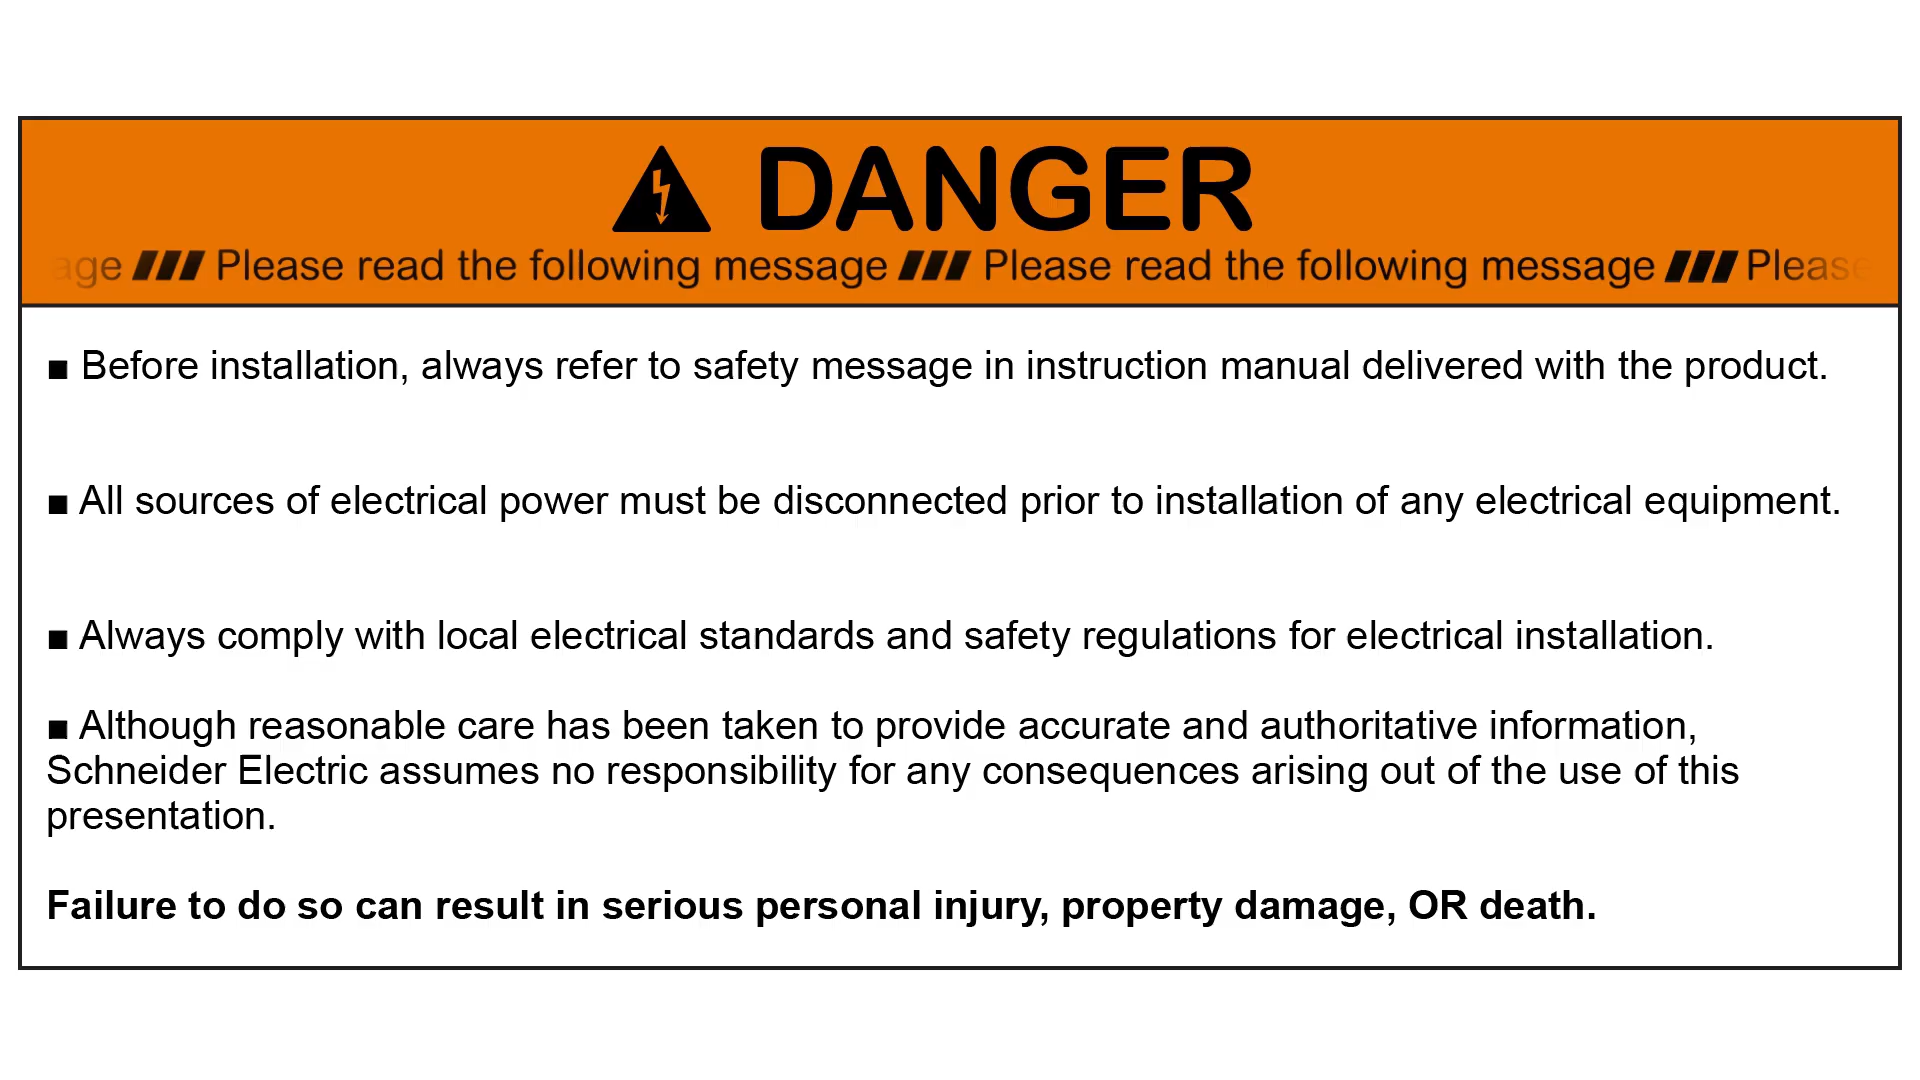 DANGER
age /// Please read the following message /// Please read the following message /// Please
■ Before installation, always refer to safety message in instruction manual delivered with the product.
■ All sources of electrical power must be disconnected prior to installation of any electrical equipment.
■ Always comply with local electrical standards and safety regulations for electrical installation.
■ Although reasonable care has been taken to provide accurate and authoritative information,
Schneider Electric assumes no responsibility for any consequences arising out of the use of this
presentation.
Failure to do so can result in serious personal injury, property damage, OR death.